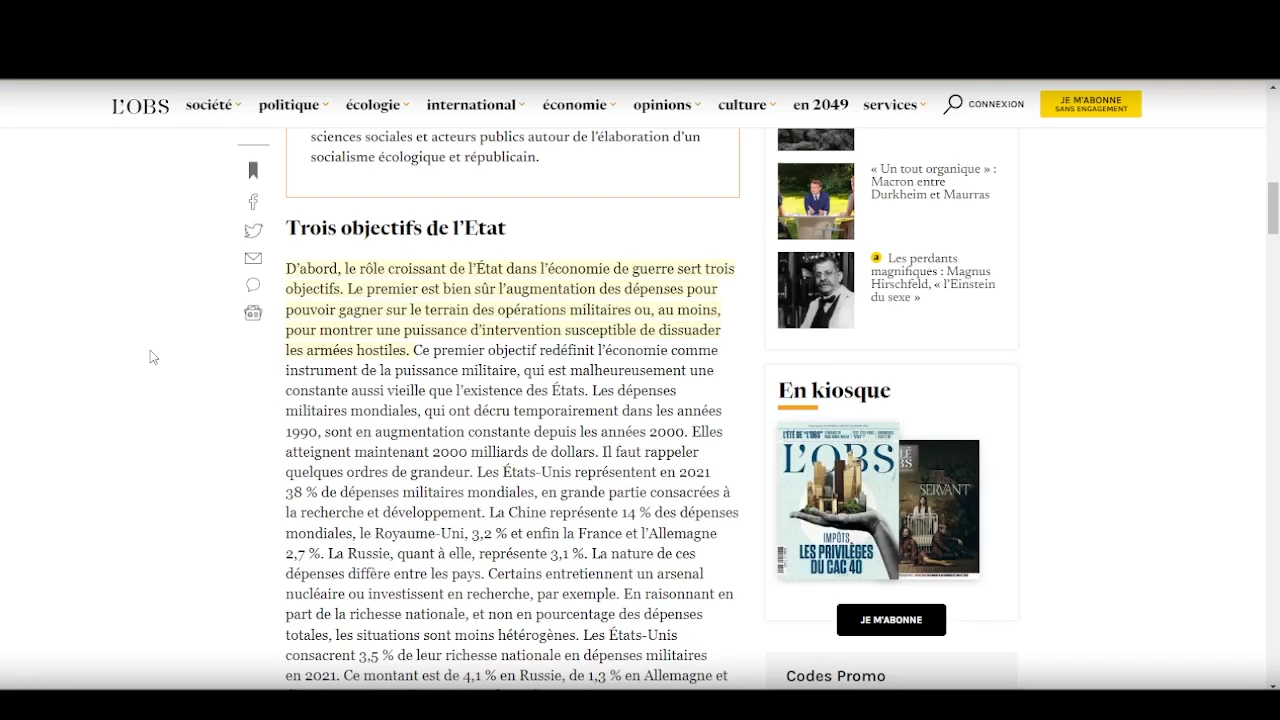 L'OBS société politique écologie international économie opinions culture en 2049 services CONNEXION JE M'ABONNE
SANS ENGAGEMENT
sciences sociales et acteurs publics autour de l'élaboration d'un
socialisme écologique et républicain.
Trois objectifs de l'Etat
D'abord, le rôle croissant de l'État dans l'économie de guerre sert trois
objectifs. Le premier est bien sûr l'augmentation des dépenses pour
pouvoir gagner sur le terrain des opérations militaires ou, au moins,
pour montrer une puissance d'intervention susceptible de dissuader
les armées hostiles. Ce premier objectif redéfinit l'économie comme
instrument de la puissance militaire, qui est malheureusement une
constante aussi vieille que l'existence des États. Les dépenses
militaires mondiales, qui ont décru temporairement dans les années
1990, sont en augmentation constante depuis les années 2000. Elles
atteignent maintenant 2000 milliards de dollars. Il faut rappeler
quelques ordres de grandeur. Les États-Unis représentent en 2021
38 % de dépenses militaires mondiales, en grande partie consacrées à
la recherche et développement. La Chine représente 14 % des dépenses
mondiales, le Royaume-Uni, 3,2 % et enfin la France et l'Allemagne
2,7 %. La Russie, quant à elle, représente 3,1 %. La nature de ces
dépenses diffère entre les pays. Certains entretiennent un arsenal
nucléaire ou investissent en recherche, par exemple. En raisonnant en
part de la richesse nationale, et non en pourcentage des dépenses
totales, les situations sont moins hétérogènes. Les États-Unis
consacrent 3,5 % de leur richesse nationale en dépenses militaires
en 2021. Ce montant est de 4,1 % en Russie, de 1,3 % en Allemagne et
« Un tout organique » :
Macron entre
Durkheim et Maurras
a Les perdants
magnifiques : Magnus
Hirschfeld, « l'Einstein
du sexe »
En kiosque
L'OBS
IMPÔTS
LES PRIVILÈGES
DU CAC 40
SERVANT
JE M'ABONNE
Codes Promo